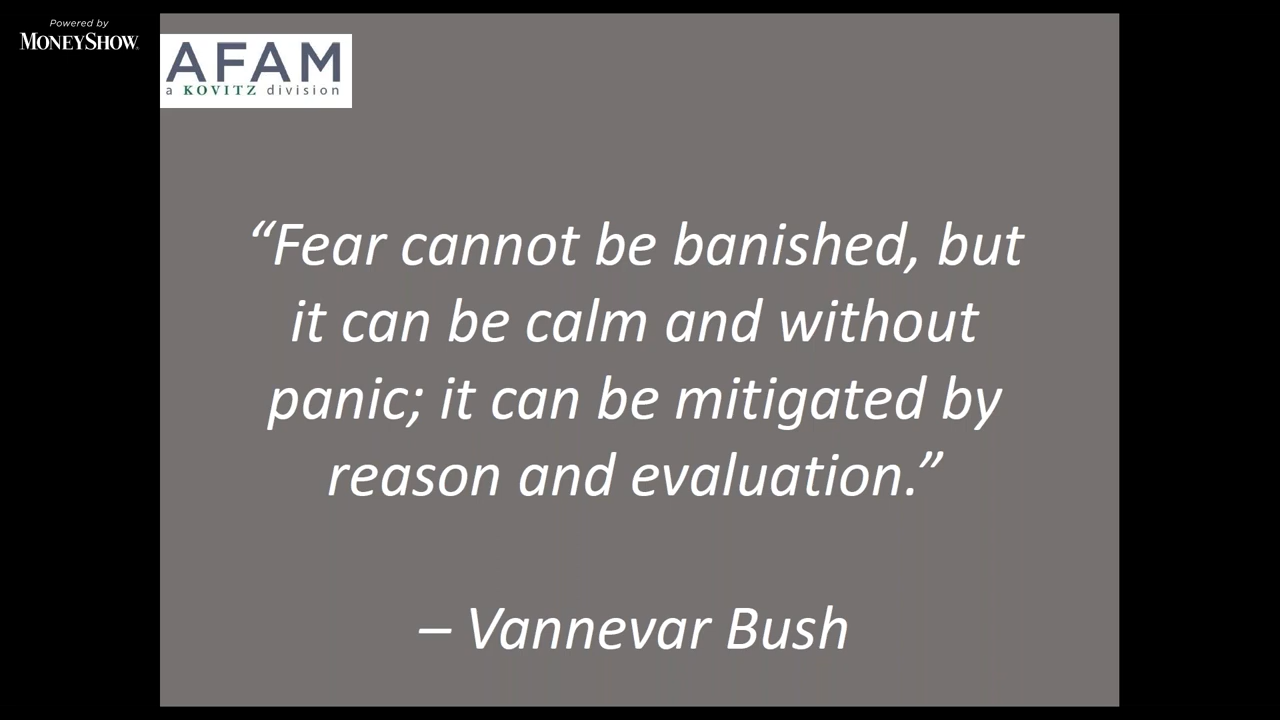 Powered by
MONEYSHOW
AFAM
a KOVITZ division
“Fear cannot be banished, but
it can be calm and without
panic; it can be mitigated by
reason and evaluation.”
– Vannevar Bush